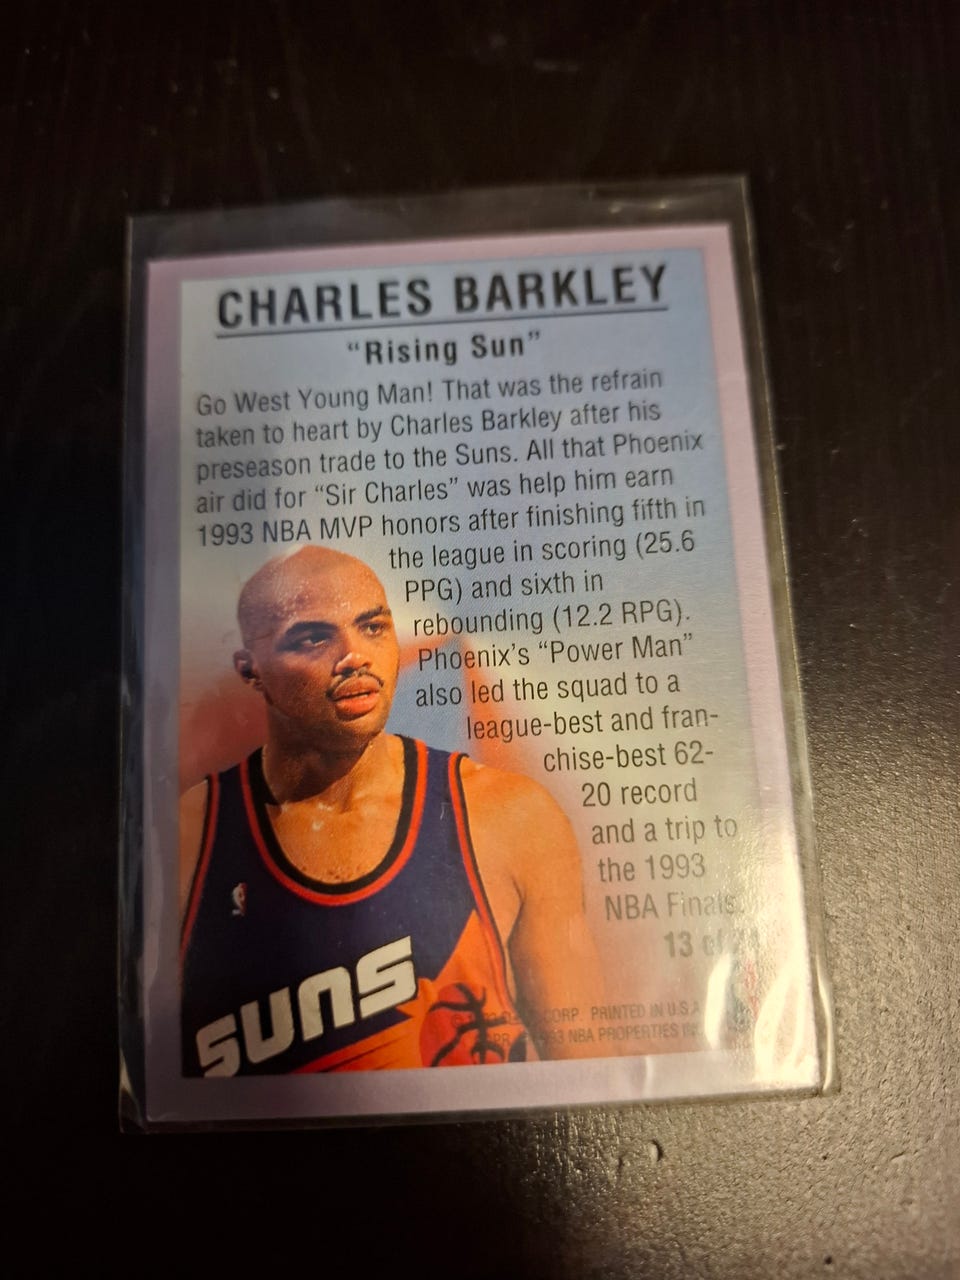 CHARLES BARKLEY
“Rising Sun”
Go West Young Man! That was the refrain
taken to heart by Charles Barkley after his
preseason trade to the Suns. All that Phoenix
air did for “Sir Charles” was help him earn
1993 NBA MVP honors after finishing fifth in
the league in scoring (25.6
PPG) and sixth in
rebounding (12.2 RPG).
Phoenix’s “Power Man”
also led the squad to a
league-best and fran-
chise-best 62-
20 record
and a trip to
the 1993
NBA Finals.
13 of
SUNS
CORP. PRINTED IN U.S.A
NBA PROPERTIES